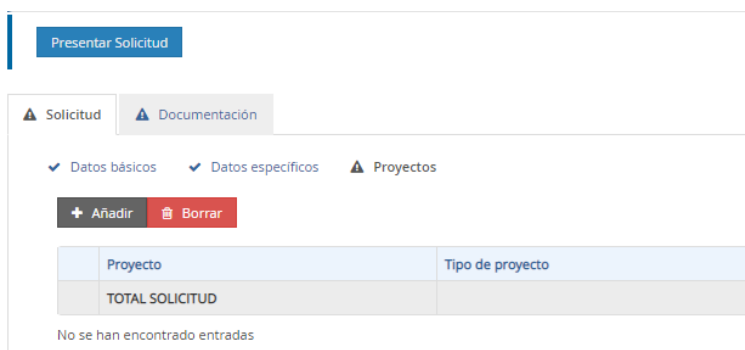 Presentar Solicitud
Solicitud Documentación
Datos básicos Datos específicos Proyectos
Añadir Borrar
Proyecto Tipo de proyecto
TOTAL SOLICITUD
No se han encontrado entradas